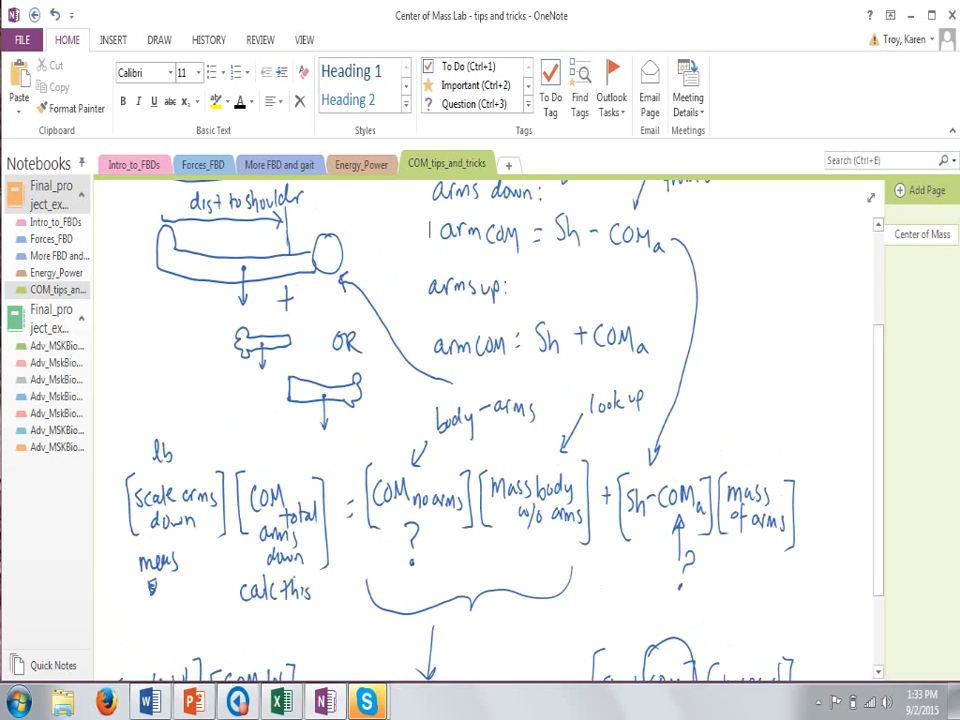 Center of Mass Lab - tips and tricks - OneNote
FILE HOME INSERT DRAW HISTORY REVIEW VIEW
Troy, Karen
Paste
Cut
Copy
Format Painter
Clipboard
Calibri 11
B I U abc X₂ A
Basic Text
Heading 1
Heading 2
Styles
To Do (Ctrl+1)
Important (Ctrl+2)
Question (Ctrl+3)
Tags
To Do Tag
Find Tags
Outlook Tasks
Email Page
Email
Meeting Details
Meetings
Notebooks
Intro_to_FBDs Forces_FBD More FBD and gait Energy_Power COM_tips_and_tricks
Search (Ctrl+E)
Final_pro
ject_ex...
Intro_to_FBDs
Forces_FBD
More FBD and...
Energy_Power
COM_tips_an...
Final_pro
ject_ex...
Adv_MSKBio...
Adv_MskBio...
Adv_MSKBio...
Adv_MskBio...
Adv_MSKBio...
Adv_MSKBio...
Adv_MSKBio...
Quick Notes
Add Page
Center of Mass
dist to shouldr
+
OR
arms down:
1 arm COM = Sh - COMa
arms up:
arm COM = Sh + COMa
body - arms
look up
lb
[scale arms down] [COM total arms down] = [COM no arms] [Mass body w/o arms] + [Sh-COMa] [mass of arms]
meas
calc this
?
?
1:33 PM
9/2/2015